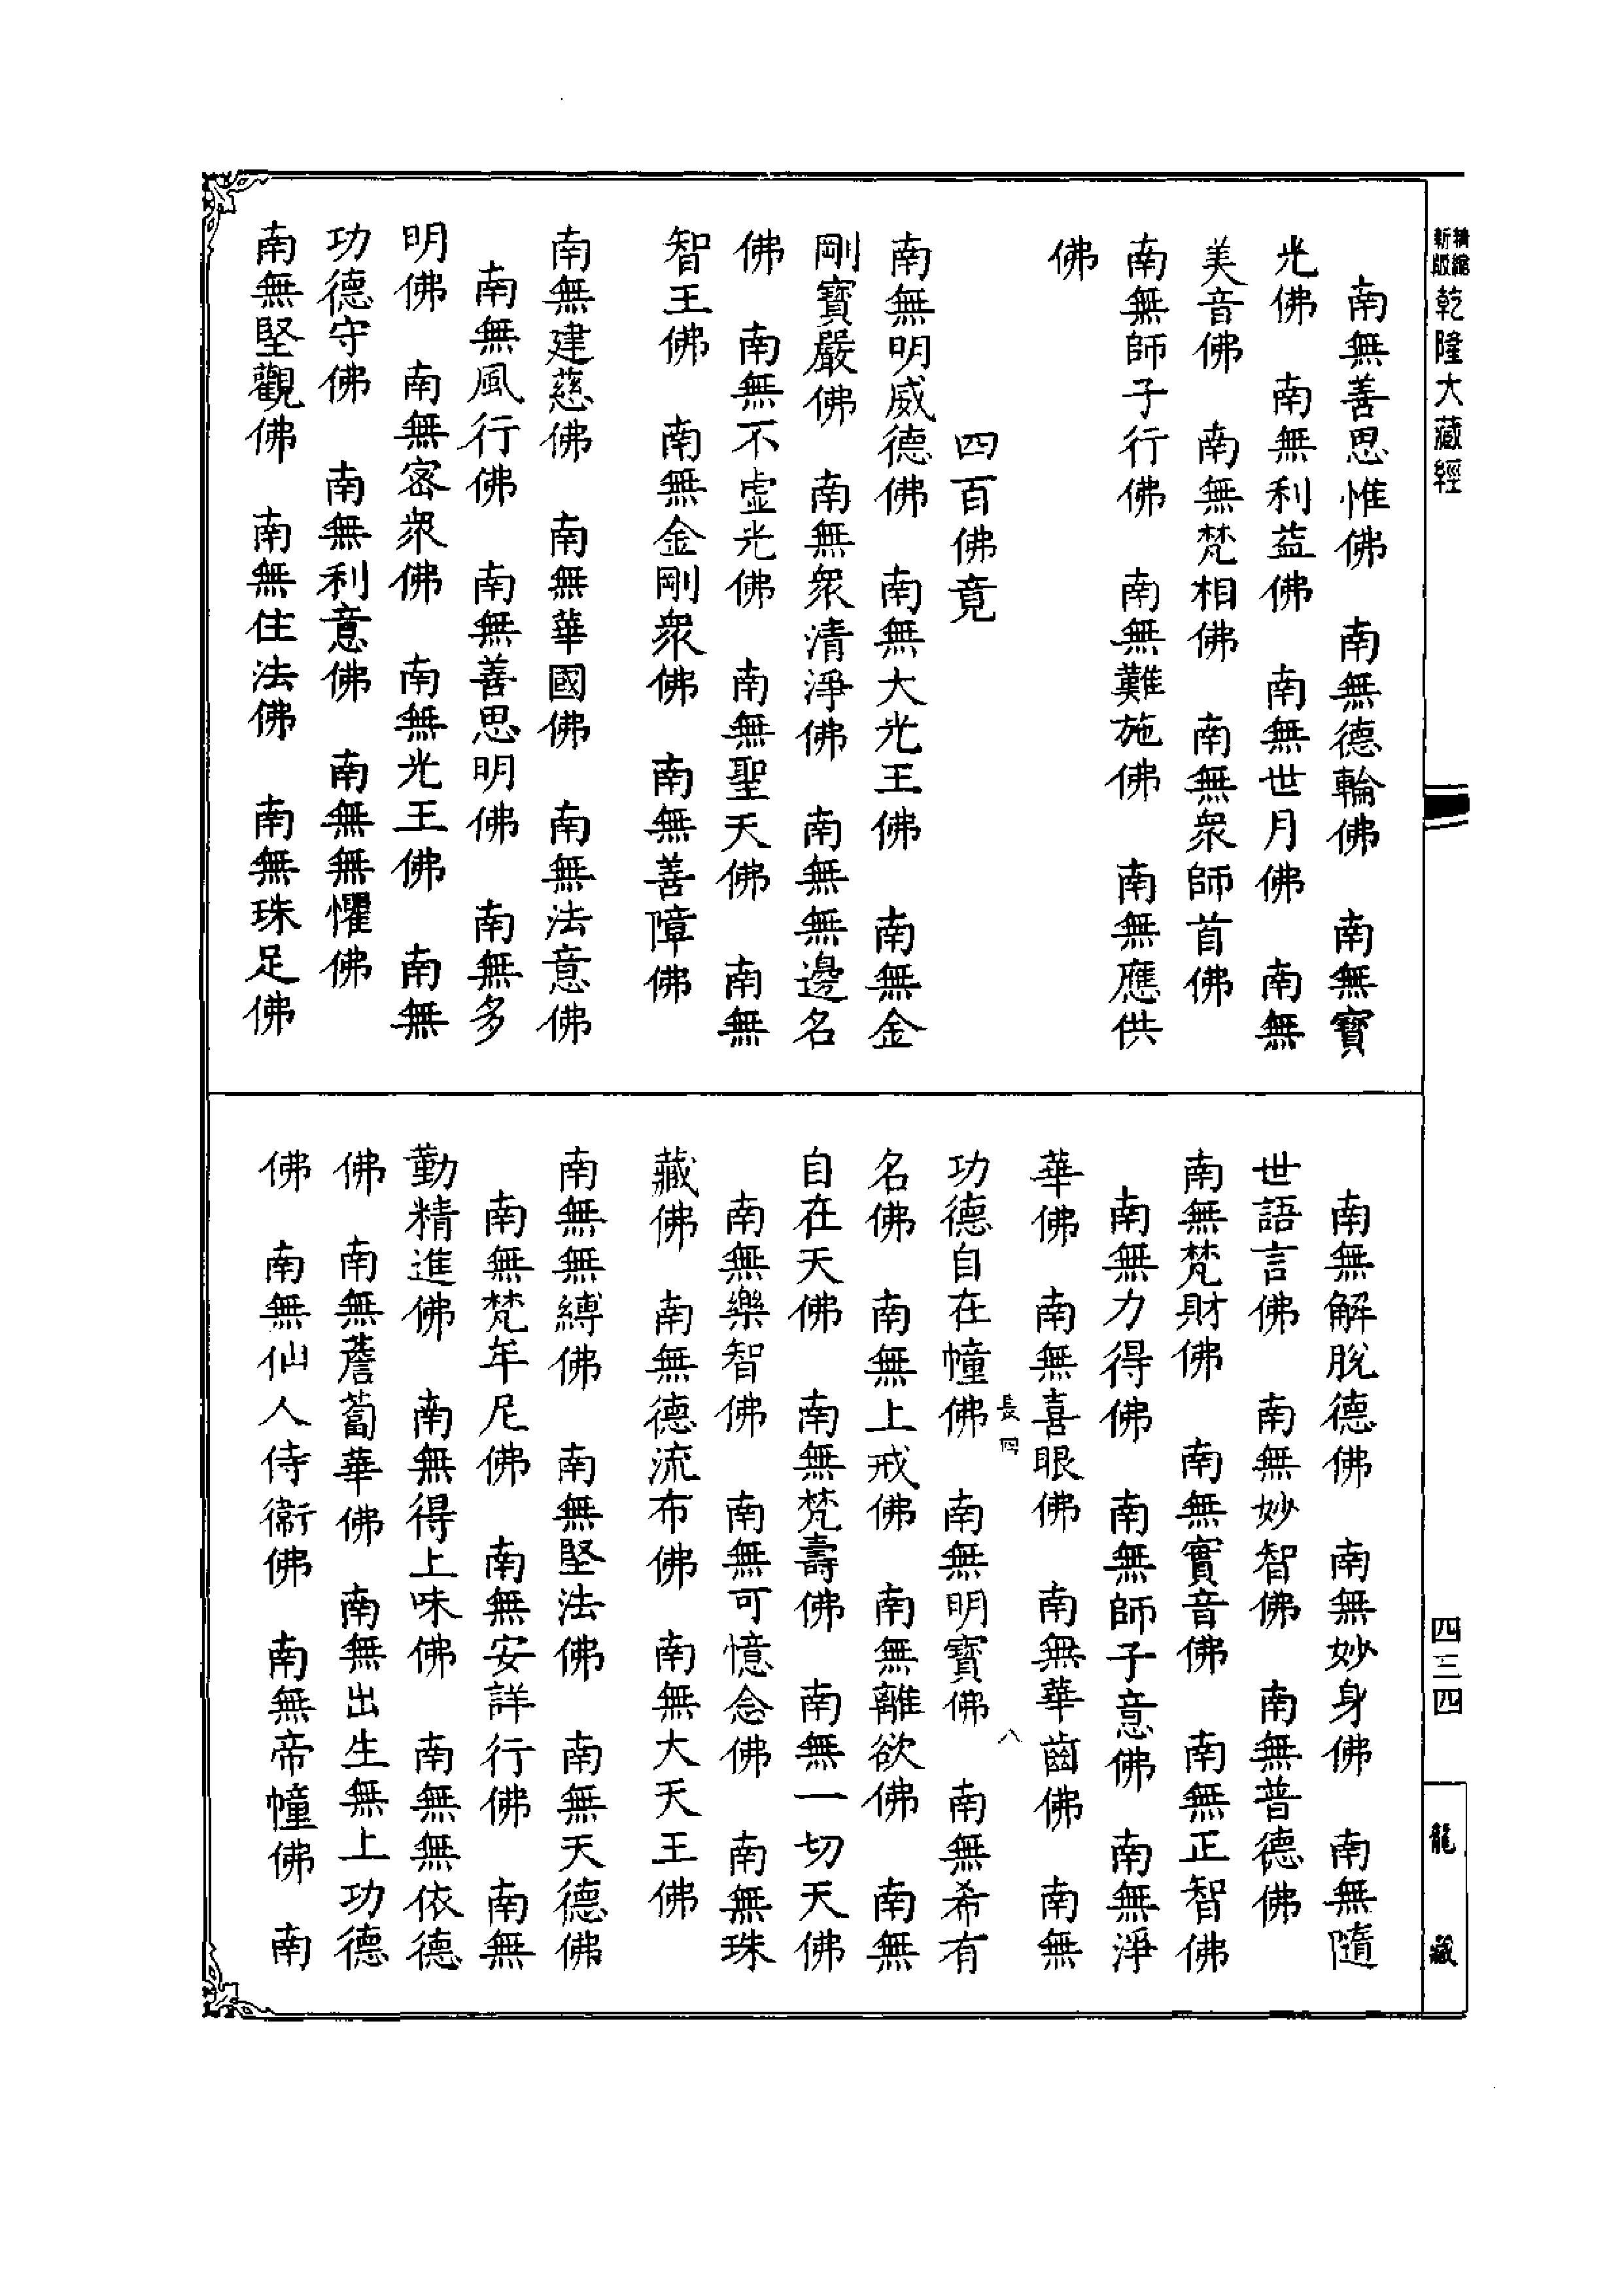 精縮新版乾隆大藏經
南無善思惟佛　南無德輪佛　南無寶
光佛　南無利益佛　南無世月佛　南無
美音佛　南無梵相佛　南無衆師首佛
南無師子行佛　南無難施佛　南無應供
佛
四百佛竟
南無明威德佛　南無大光王佛　南無金
剛寶嚴佛　南無衆清淨佛　南無無邊名
佛　南無不虛光佛　南無聖天佛　南無
智王佛　南無金剛衆佛　南無善障佛
南無建慈佛　南無華國佛　南無法意佛
南無風行佛　南無善思明佛　南無多
明佛　南無密衆佛　南無光王佛　南無
功德守佛　南無利意佛　南無無懼佛
南無堅觀佛　南無住法佛　南無珠足佛
南無解脫德佛　南無妙身佛　南無隨
世語言佛　南無妙智佛　南無普德佛
南無梵財佛　南無實音佛　南無正智佛
南無力得佛　南無師子意佛　南無淨
華佛　南無喜眼佛　南無華齒佛　南無
長四　八
功德自在幢佛　南無明寶佛　南無希有
名佛　南無上戒佛　南無離欲佛　南無
自在天佛　南無梵壽佛　南無一切天佛
南無樂智佛　南無可憶念佛　南無珠
藏佛　南無德流布佛　南無大天王佛
南無無縛佛　南無堅法佛　南無天德佛
南無梵牟尼佛　南無安詳行佛　南無
勤精進佛　南無得上味佛　南無無依德
佛　南無薝蔔華佛　南無出生無上功德
佛　南無仙人侍衞佛　南無帝幢佛　南
四三四
龍藏